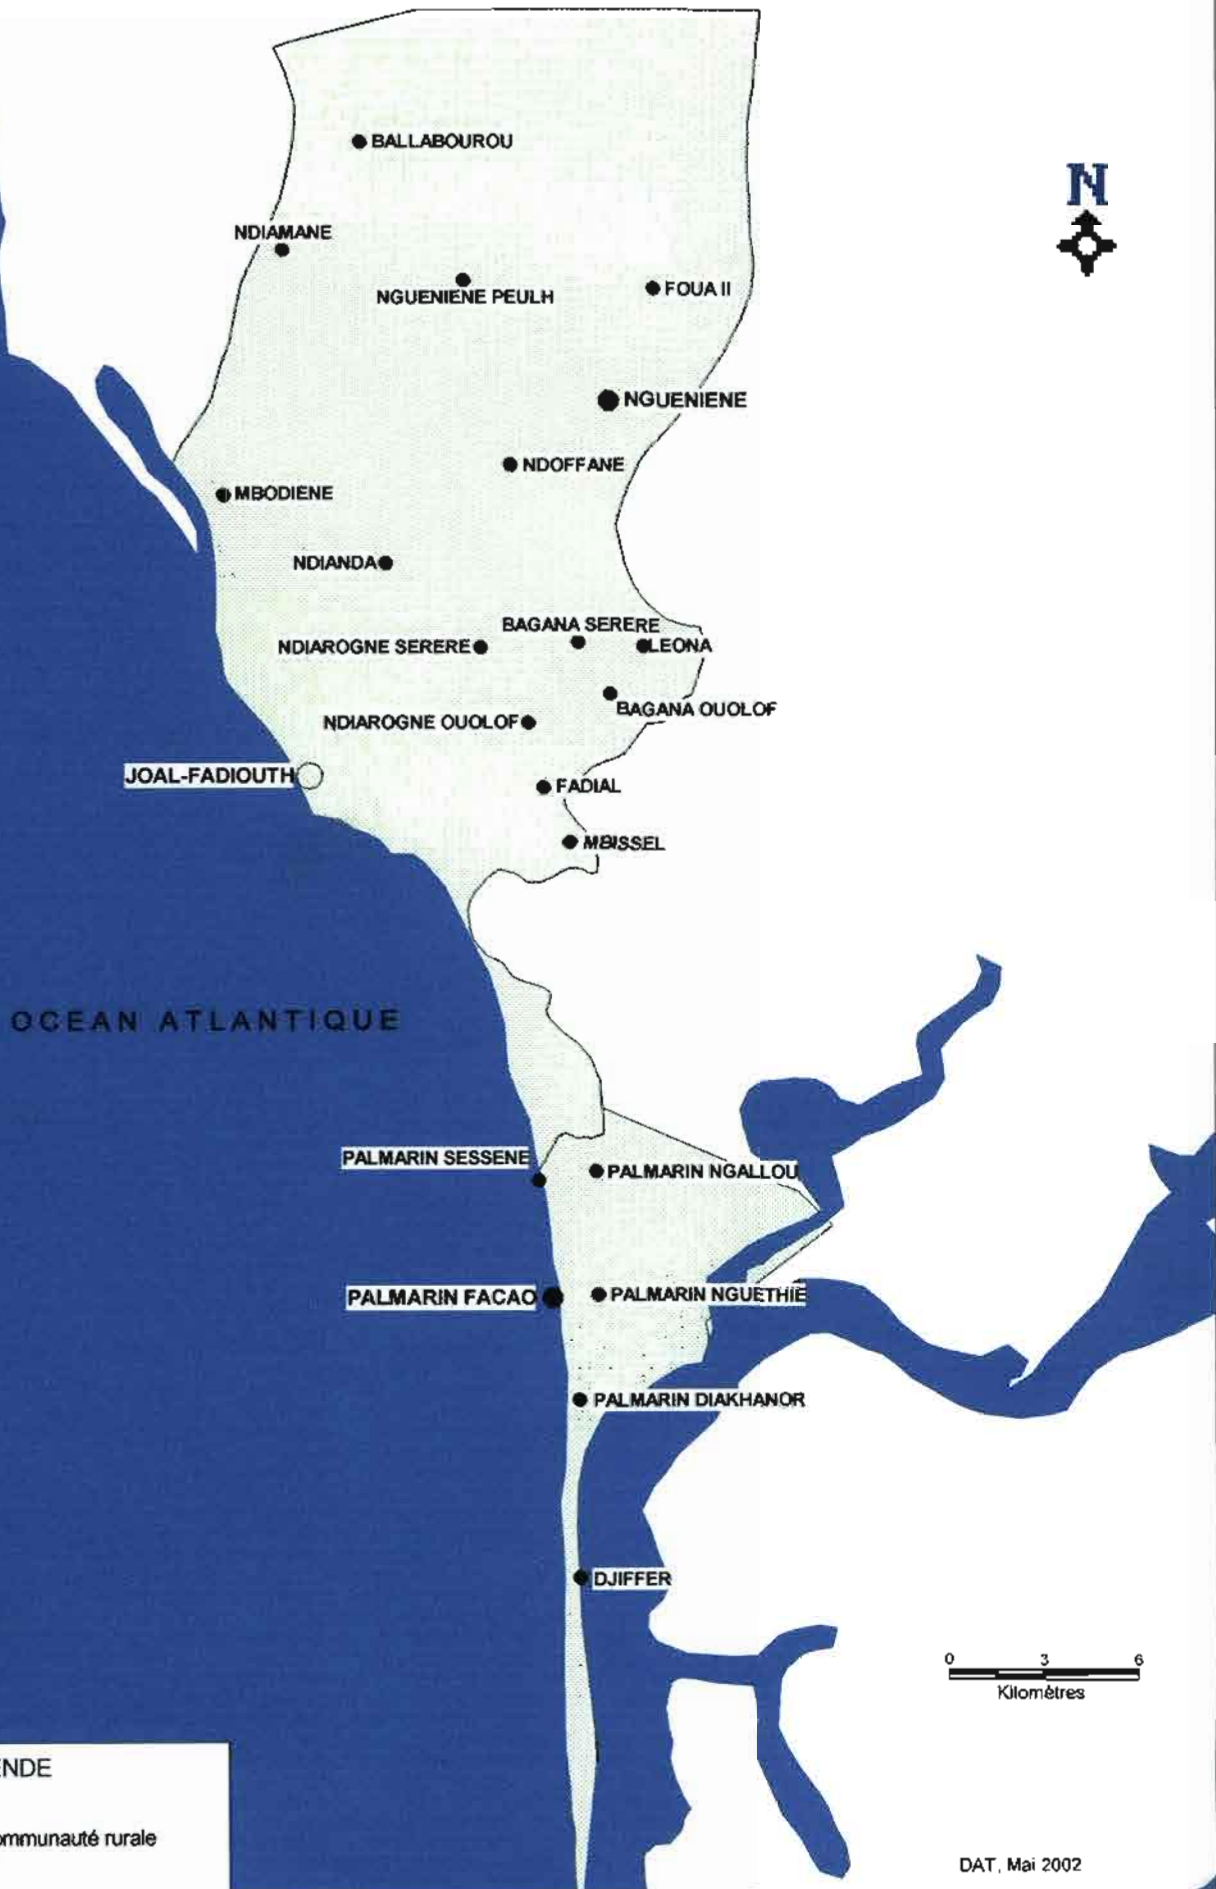 BALLABOUROU
N
NDIAMANE
NGUENIENE PEULH
FOUA II
NGUENIENE
NDOFFANE
MBODIENE
NDIANDA
BAGANA SERERE
NDIAROGNE SERERE
LEONA
BAGANA OUOLOF
NDIAROGNE OUOLOF
JOAL-FADIOUTH
FADIAL
MBISSEL
OCEAN ATLANTIQUE
PALMARIN SESSENE
PALMARIN NGALLOU
PALMARIN FACAO
PALMARIN NGUETHIE
PALMARIN DIAKHANOR
DJIFFER
0 3 6
Kilomètres
ENDE
ommunauté rurale
DAT, Mai 2002